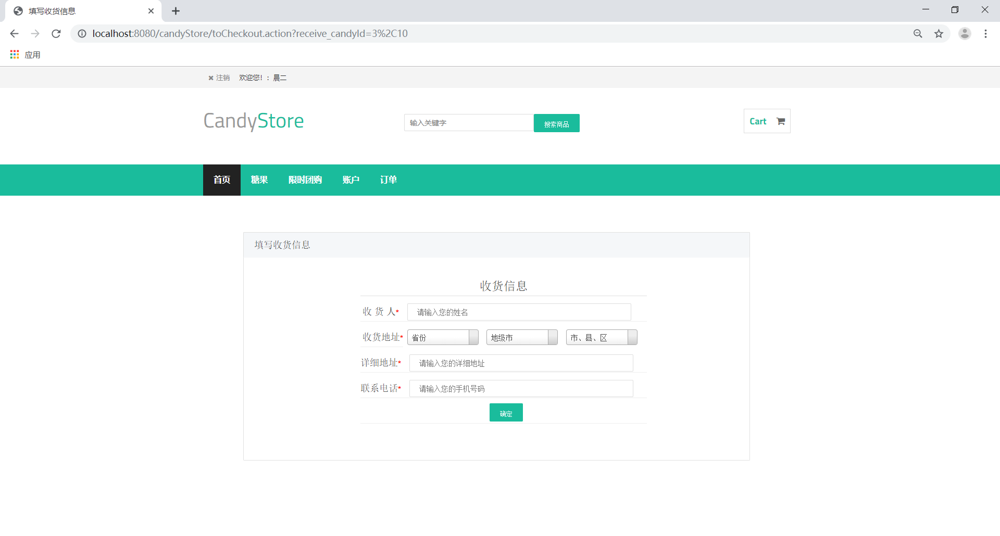 填写收货信息
localhost:8080/candyStore/toCheckout.action?receive_candyId=3%2C10
应用
注销 欢迎您!：晨二
CandyStore
输入关键字
搜索商品
Cart
首页 糖果 限时团购 账户 订单
填写收货信息
收货信息
收 货 人* 请输入您的姓名
收货地址* 省份 地级市 市、县、区
详细地址* 请输入您的详细地址
联系电话* 请输入您的手机号码
确定